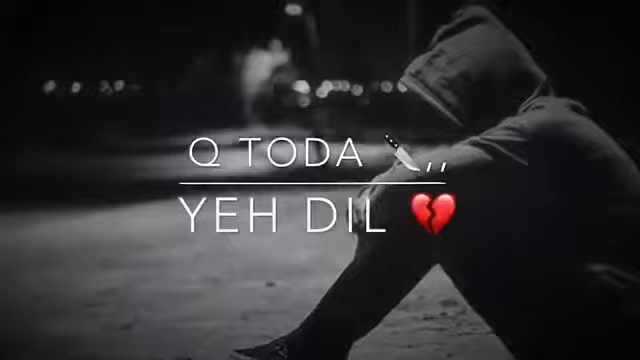 Q TODA 🔪,,
YEH DIL 💔